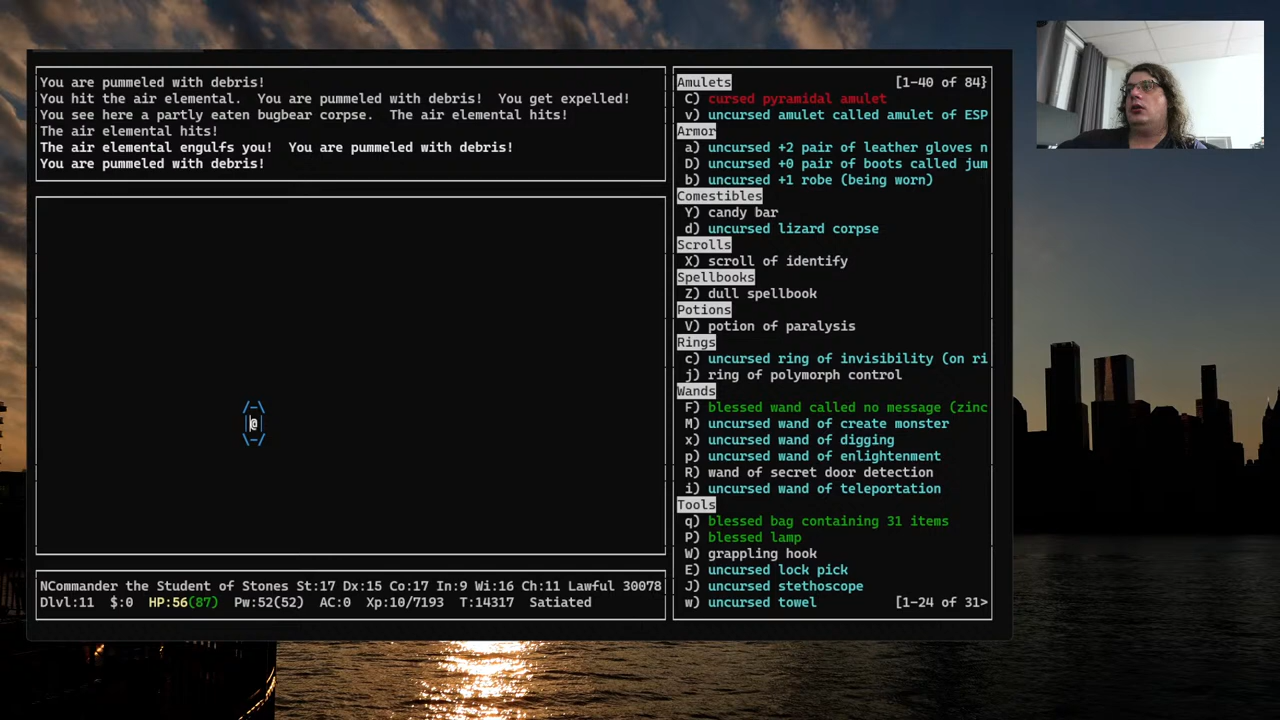 You are pummeled with debris!
You hit the air elemental.  You are pummeled with debris!  You get expelled!
You see here a partly eaten bugbear corpse.  The air elemental hits!
The air elemental hits!
The air elemental engulfs you!  You are pummeled with debris!
You are pummeled with debris!
/-\
|@|
\-/
NCommander the Student of Stones St:17 Dx:15 Co:17 In:9 Wi:16 Ch:11 Lawful 30078
Dlvl:11  $:0  HP:56(87)  Pw:52(52)  AC:0  Xp:10/7193  T:14317  Satiated
Amulets [1-40 of 84}
C) cursed pyramidal amulet
v) uncursed amulet called amulet of ESP
Armor
a) uncursed +2 pair of leather gloves n
D) uncursed +0 pair of boots called jum
b) uncursed +1 robe (being worn)
Comestibles
Y) candy bar
d) uncursed lizard corpse
Scrolls
X) scroll of identify
Spellbooks
Z) dull spellbook
Potions
V) potion of paralysis
Rings
c) uncursed ring of invisibility (on ri
j) ring of polymorph control
Wands
F) blessed wand called no message (zinc
M) uncursed wand of create monster
x) uncursed wand of digging
p) uncursed wand of enlightenment
R) wand of secret door detection
i) uncursed wand of teleportation
Tools
q) blessed bag containing 31 items
P) blessed lamp
W) grappling hook
E) uncursed lock pick
J) uncursed stethoscope
w) uncursed towel [1-24 of 31>